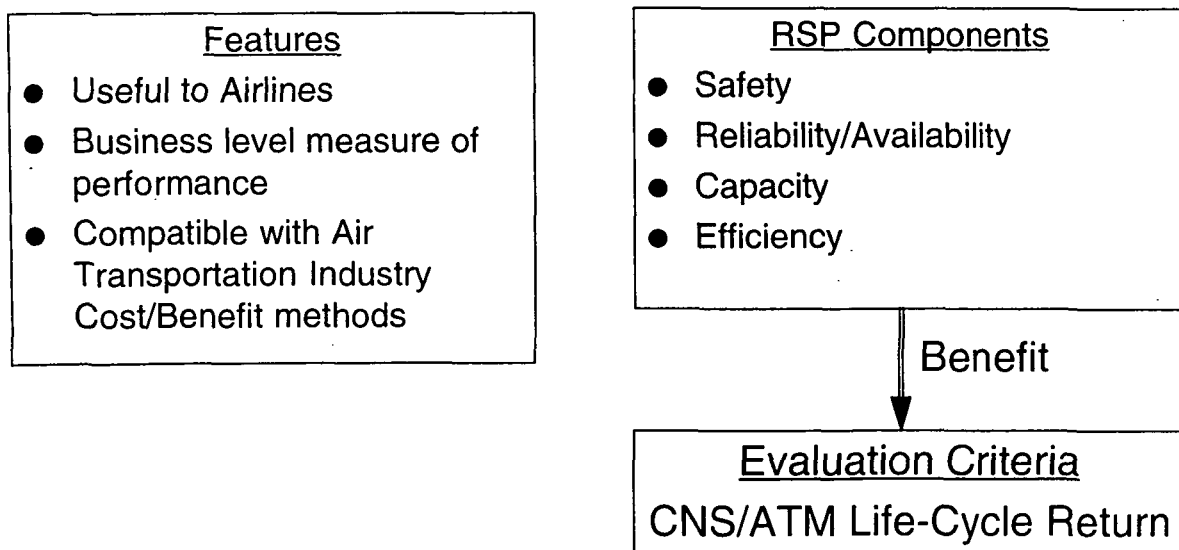 Features
● Useful to Airlines
● Business level measure of
performance
● Compatible with Air
Transportation Industry
Cost/Benefit methods
RSP Components
● Safety
● Reliability/Availability
● Capacity
● Efficiency
Benefit
Evaluation Criteria
CNS/ATM Life-Cycle Return